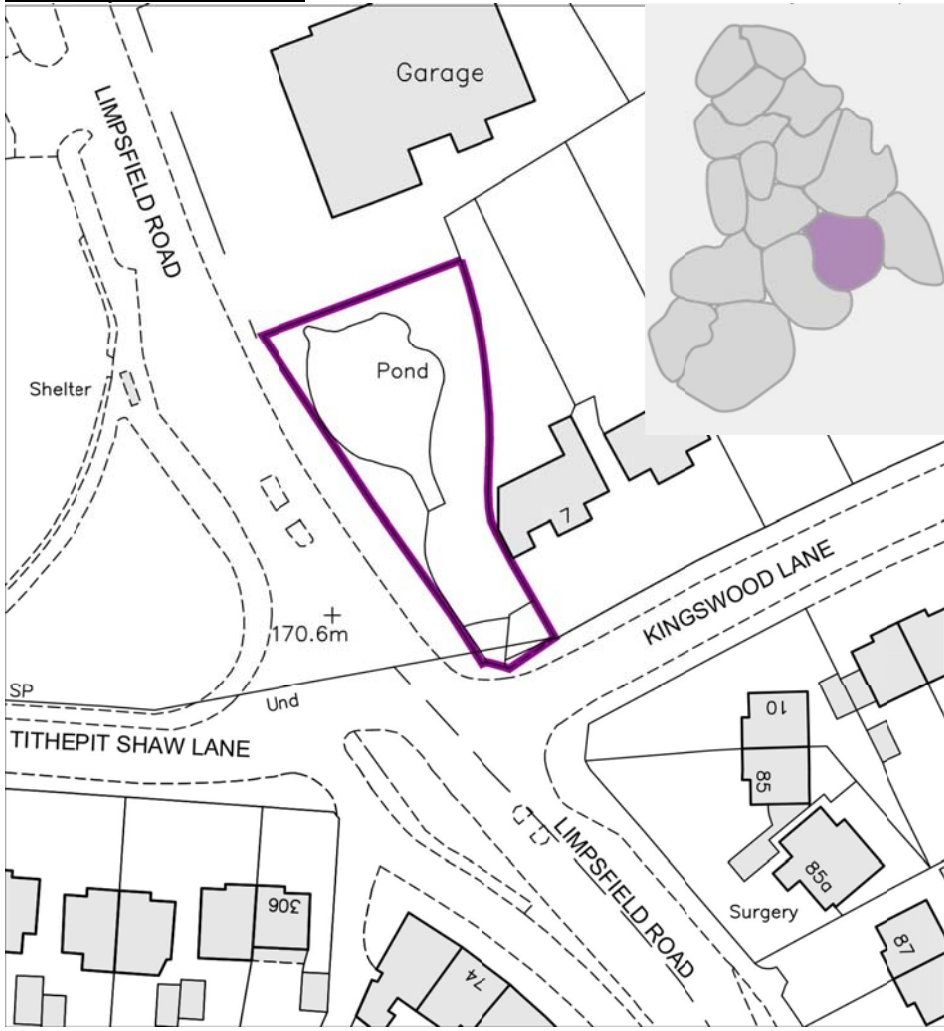 Garage
LIMPSFIELD ROAD
Pond
Shelter
7
KINGSWOOD LANE
170.6m
SP
Und
TITHEPIT SHAW LANE
10
85
LIMPSFIELD ROAD
85a
306
Surgery
87
74